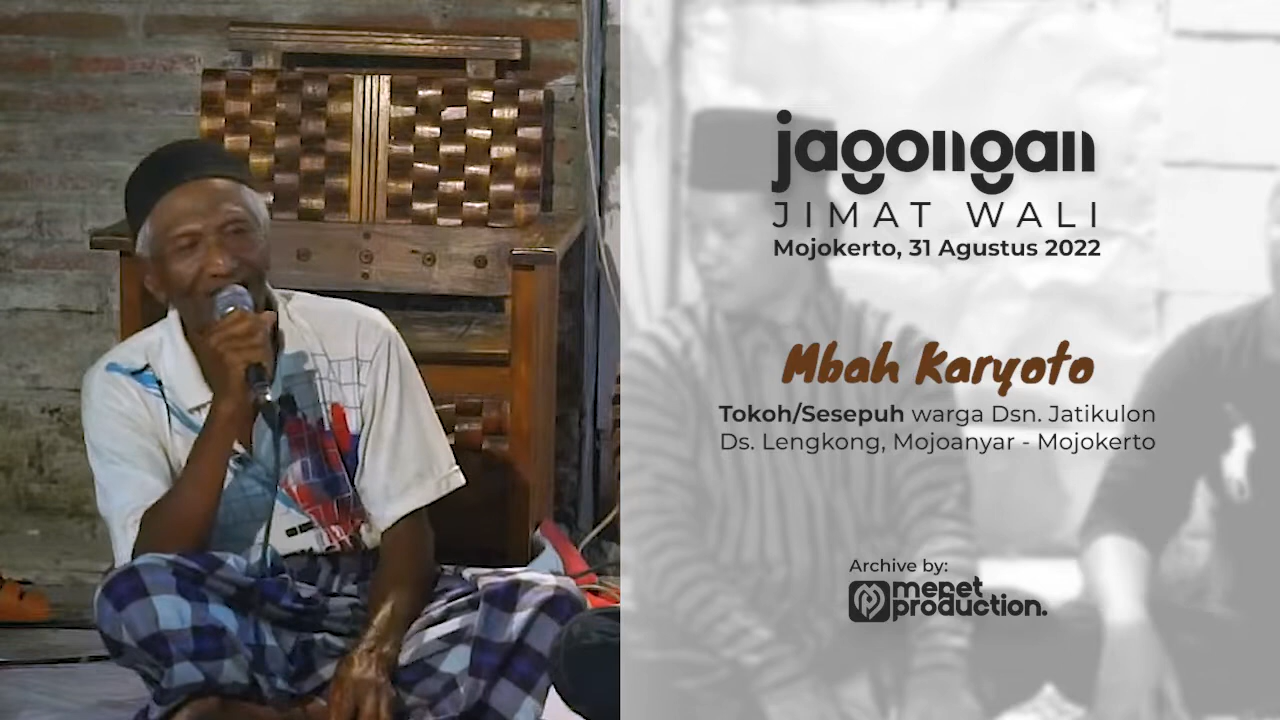 jagongan
JIMAT WALI
Mojokerto, 31 Agustus 2022
Mbah Karyoto
Tokoh/Sesepuh warga Dsn. Jatikulon
Ds. Lengkong, Mojoanyar - Mojokerto
Archive by:
mepet
production.